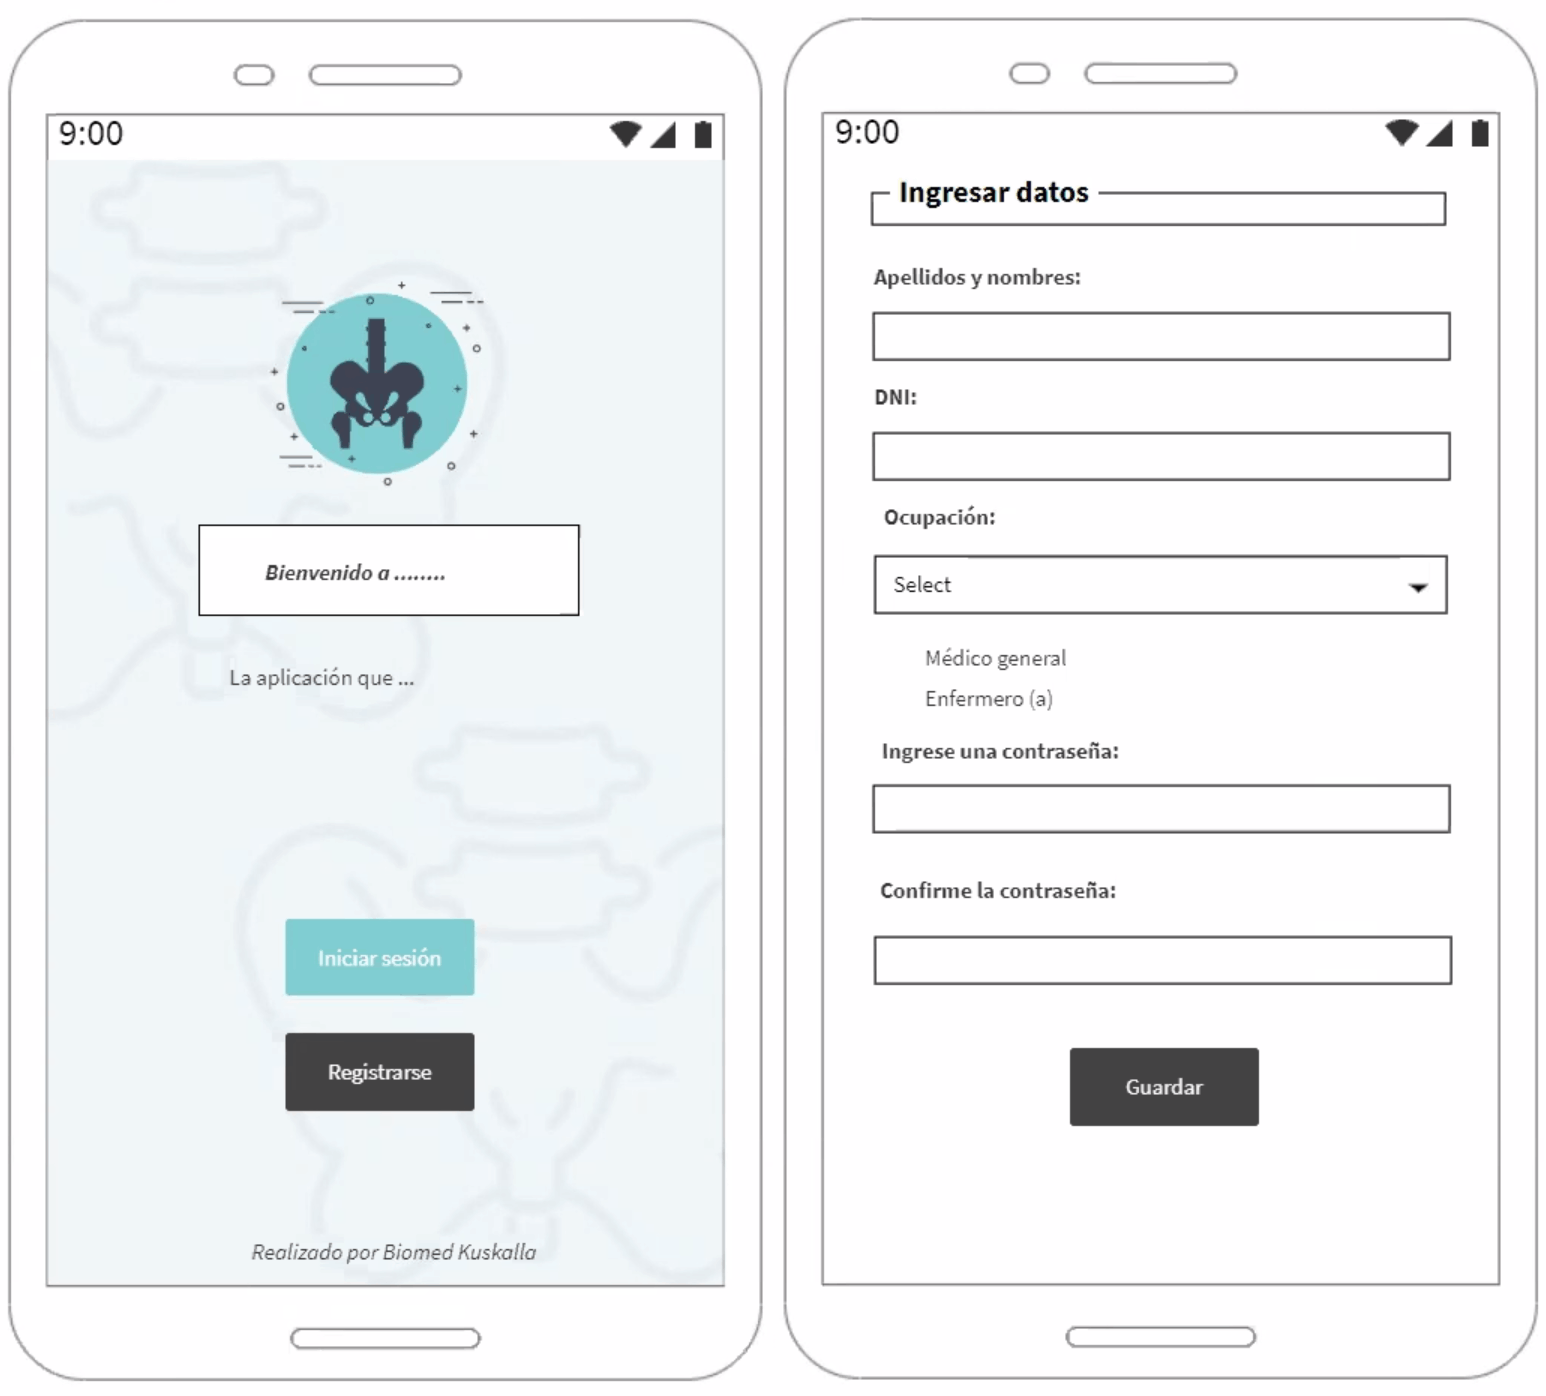 9:00
Bienvenido a ........
La aplicación que ...
Iniciar sesión
Registrarse
Realizado por Biomed Kuskalla
9:00
Ingresar datos
Apellidos y nombres:
DNI:
Ocupación:
Select
Médico general
Enfermero (a)
Ingrese una contraseña:
Confirme la contraseña:
Guardar